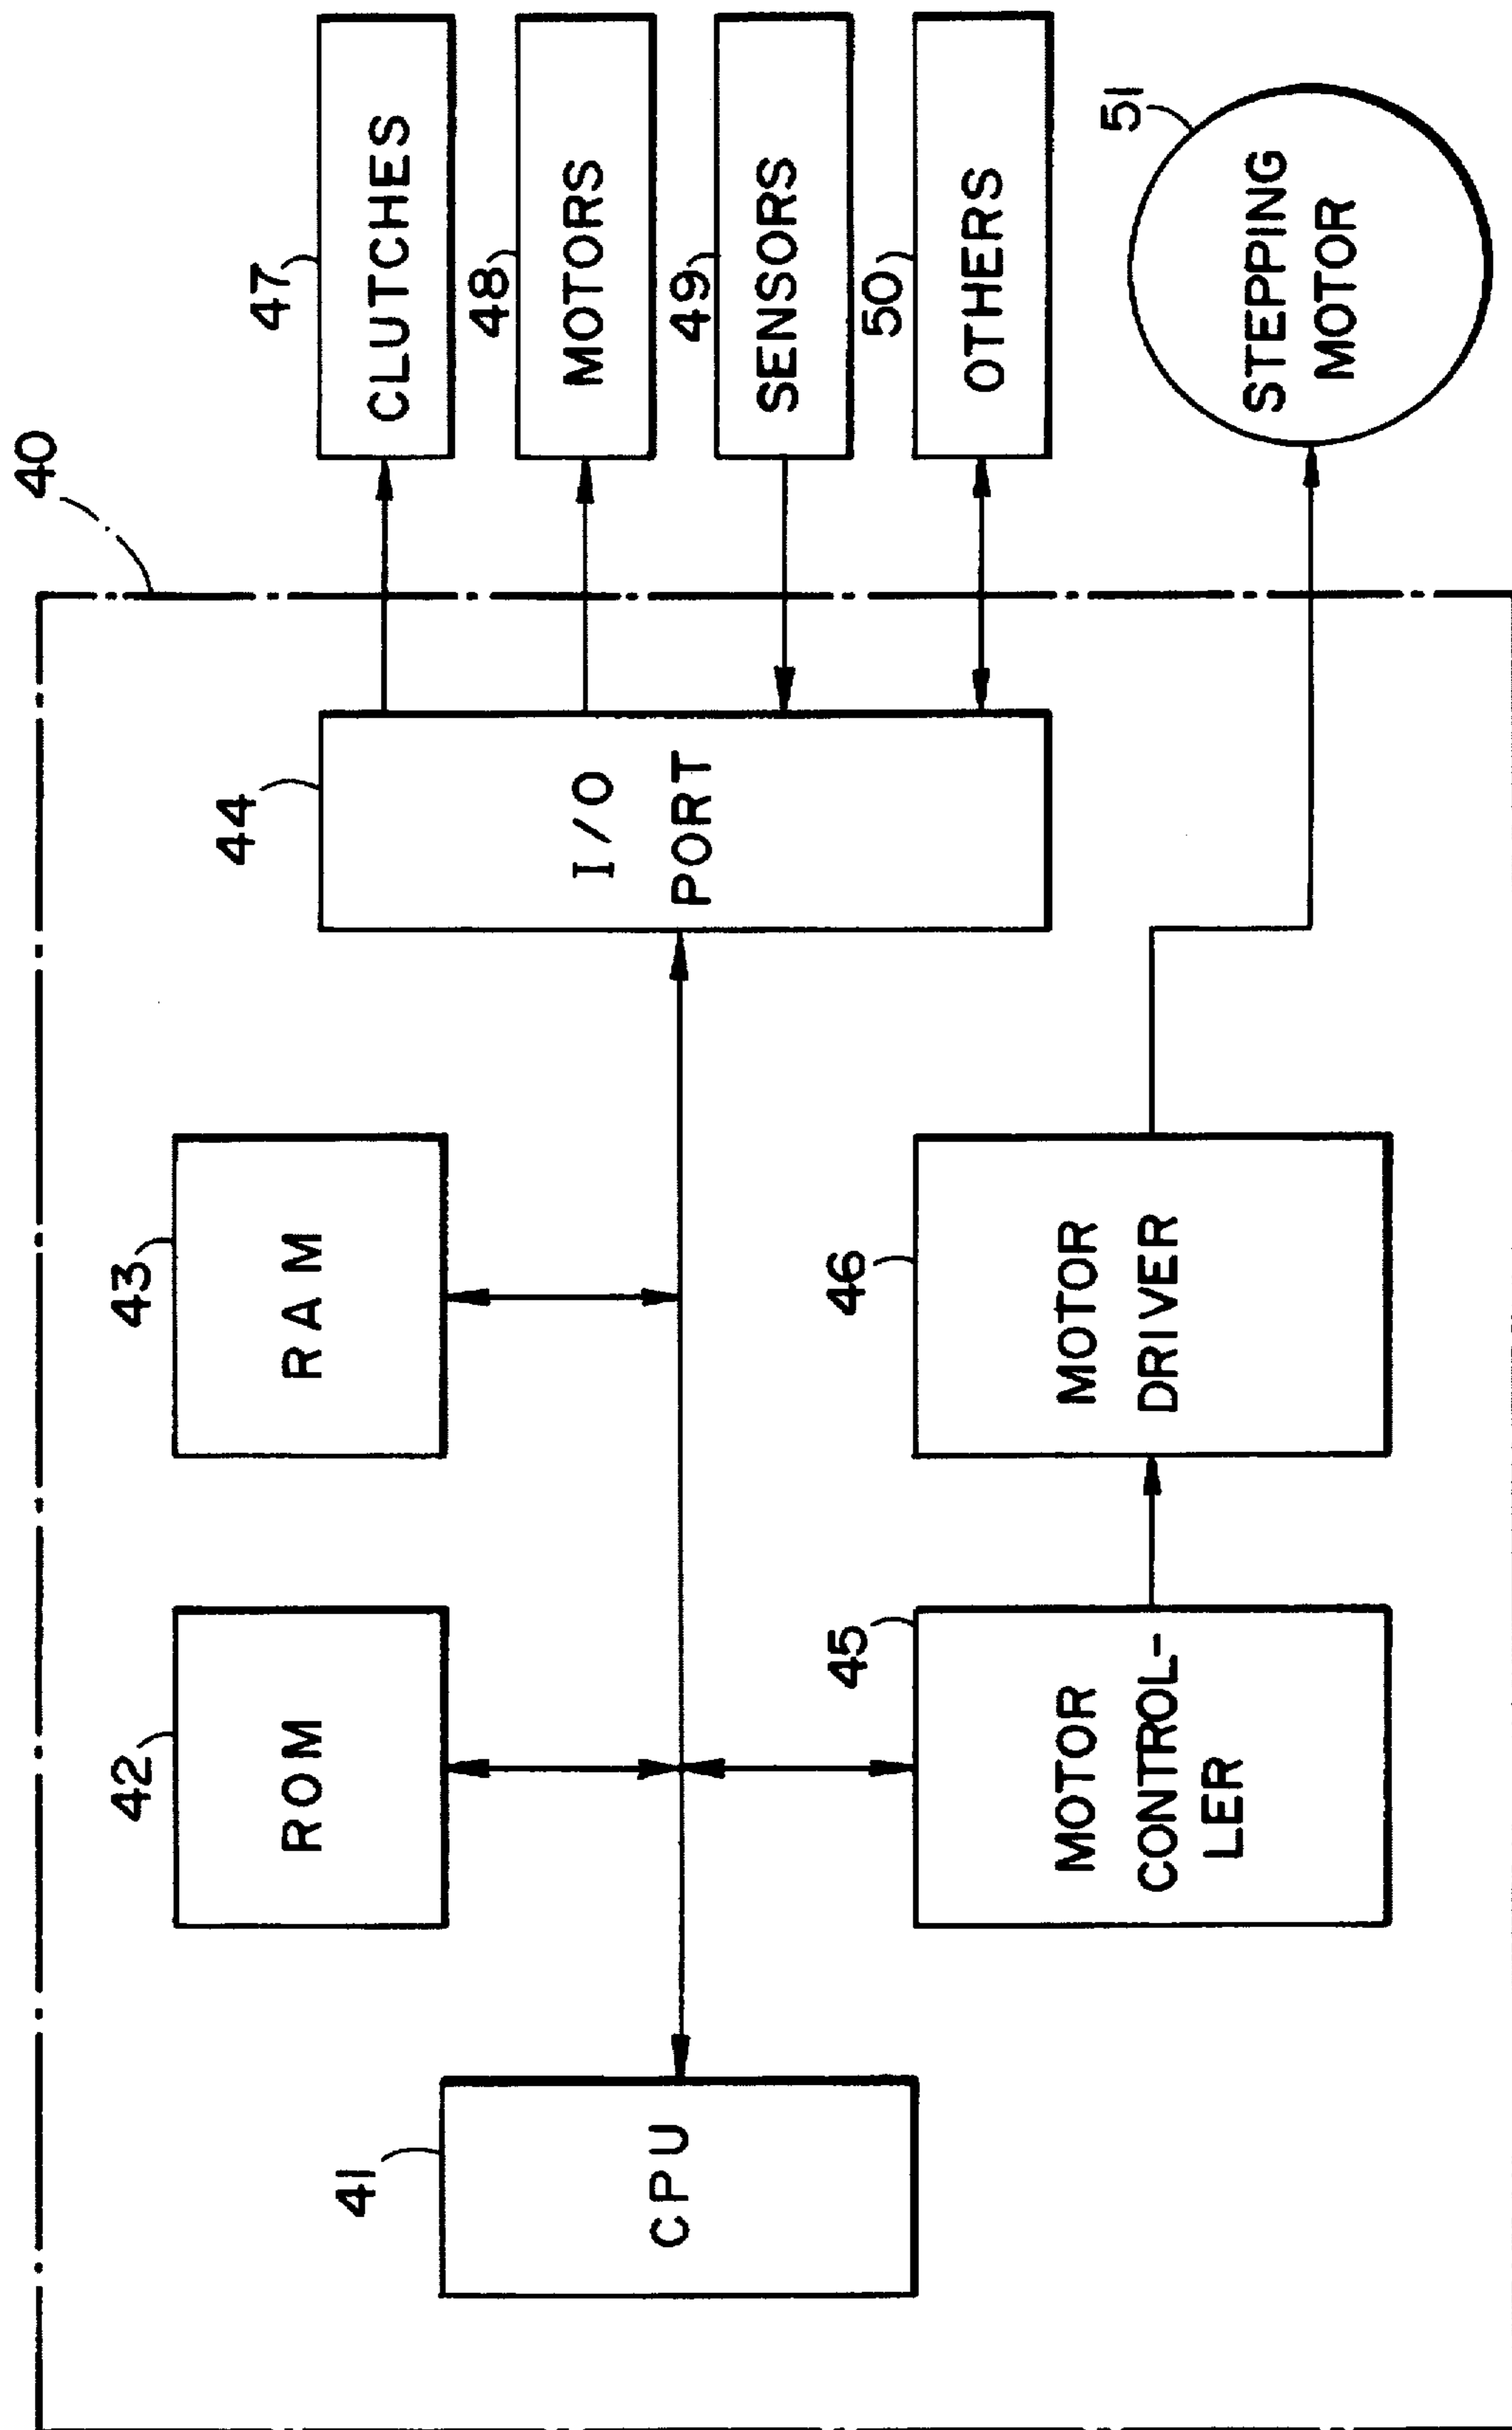 40
41
CPU
42
ROM
43
RAM
44
I/O
PORT
45
MOTOR
CONTROL-
LER
46
MOTOR
DRIVER
47
CLUTCHES
48
MOTORS
49
SENSORS
50
OTHERS
51
STEPPING
MOTOR